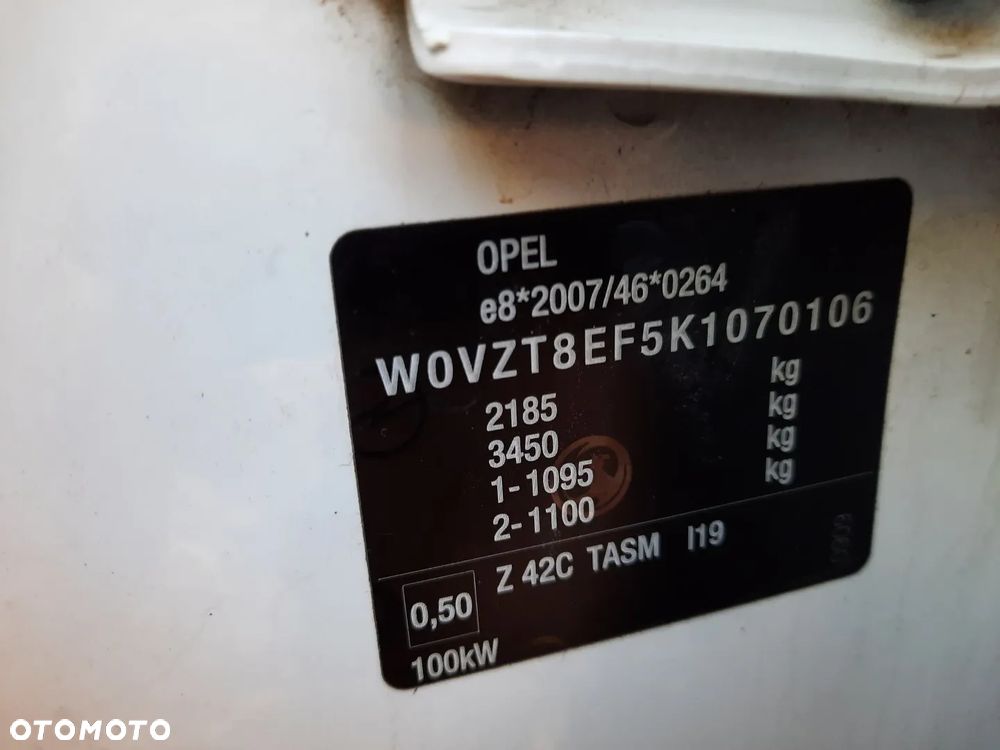 OPEL
e8*2007/46*0264
W0VZT8EF5K1070106
2185 kg
3450 kg
1-1095 kg
2-1100 kg
Z 42C TASM I19
0,50
100kW
OTOMOTO